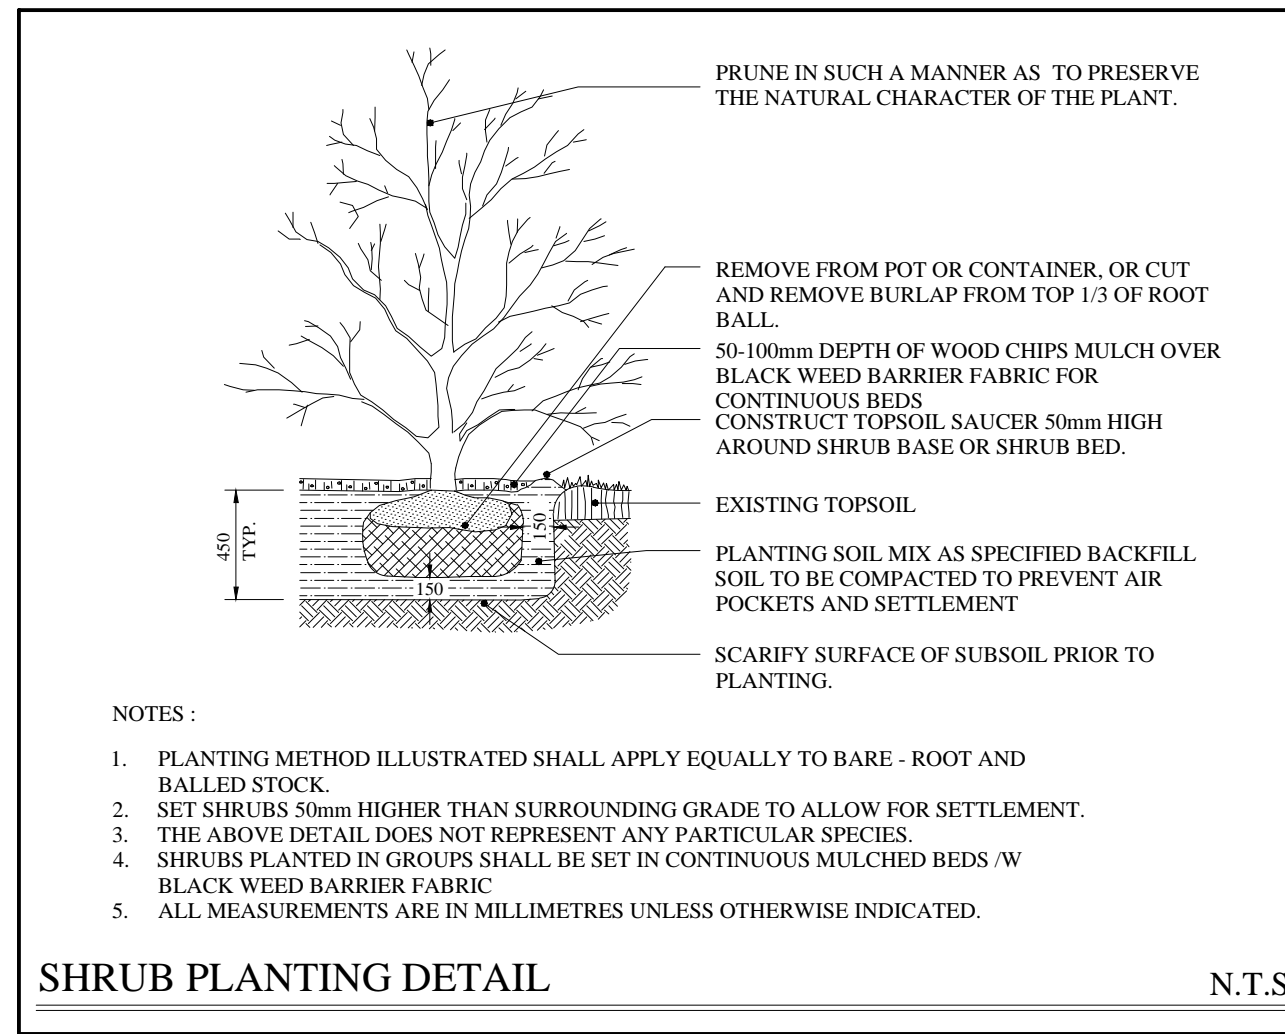 PRUNE IN SUCH A MANNER AS TO PRESERVE
THE NATURAL CHARACTER OF THE PLANT.
REMOVE FROM POT OR CONTAINER, OR CUT
AND REMOVE BURLAP FROM TOP 1/3 OF ROOT
BALL.
50-100mm DEPTH OF WOOD CHIPS MULCH OVER
BLACK WEED BARRIER FABRIC FOR
CONTINUOUS BEDS
CONSTRUCT TOPSOIL SAUCER 50mm HIGH
AROUND SHRUB BASE OR SHRUB BED.
EXISTING TOPSOIL
450
TYP.
150
150
PLANTING SOIL MIX AS SPECIFIED BACKFILL
SOIL TO BE COMPACTED TO PREVENT AIR
POCKETS AND SETTLEMENT
SCARIFY SURFACE OF SUBSOIL PRIOR TO
PLANTING.
NOTES :
1. PLANTING METHOD ILLUSTRATED SHALL APPLY EQUALLY TO BARE - ROOT AND
BALLED STOCK.
2. SET SHRUBS 50mm HIGHER THAN SURROUNDING GRADE TO ALLOW FOR SETTLEMENT.
3. THE ABOVE DETAIL DOES NOT REPRESENT ANY PARTICULAR SPECIES.
4. SHRUBS PLANTED IN GROUPS SHALL BE SET IN CONTINUOUS MULCHED BEDS /W
BLACK WEED BARRIER FABRIC
5. ALL MEASUREMENTS ARE IN MILLIMETRES UNLESS OTHERWISE INDICATED.
SHRUB PLANTING DETAIL
N.T.S